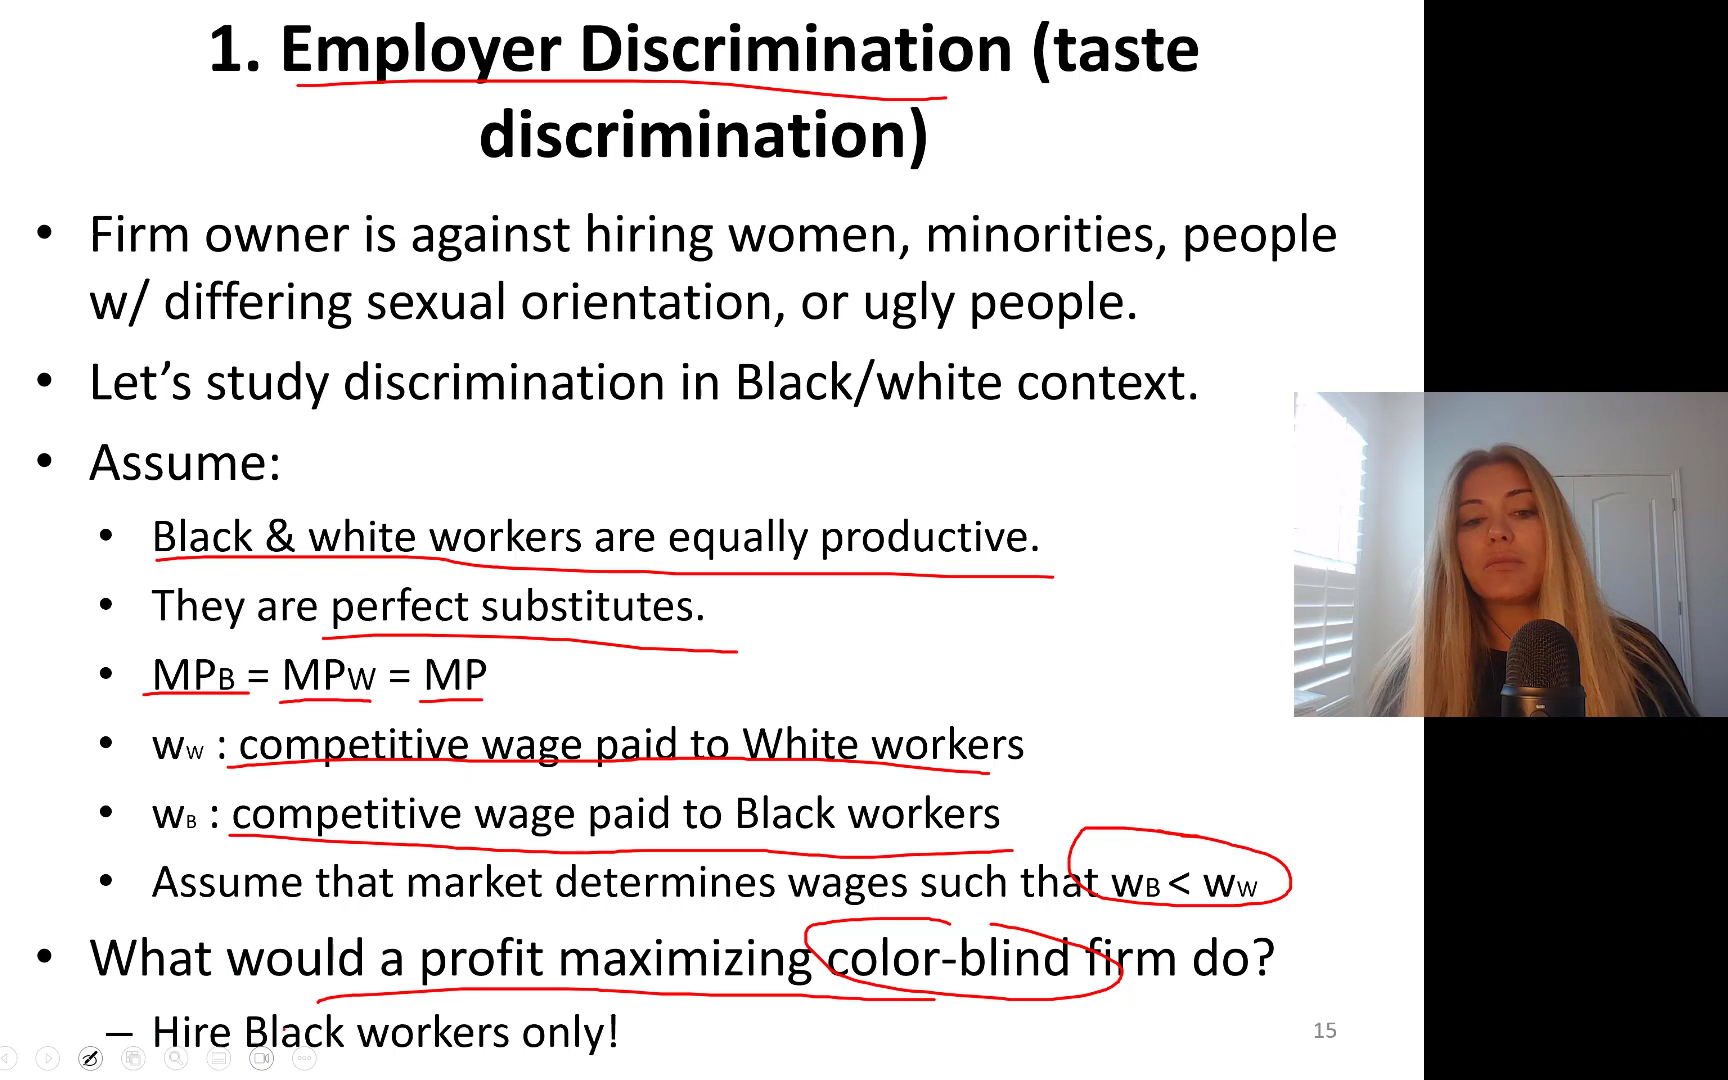 1. Employer Discrimination (taste
discrimination)
• Firm owner is against hiring women, minorities, people
w/ differing sexual orientation, or ugly people.
• Let’s study discrimination in Black/white context.
• Assume:
• Black & white workers are equally productive.
• They are perfect substitutes.
• MPB = MPW = MP
• wW : competitive wage paid to White workers
• wB : competitive wage paid to Black workers
• Assume that market determines wages such that wB < wW
• What would a profit maximizing color-blind firm do?
– Hire Black workers only!
15